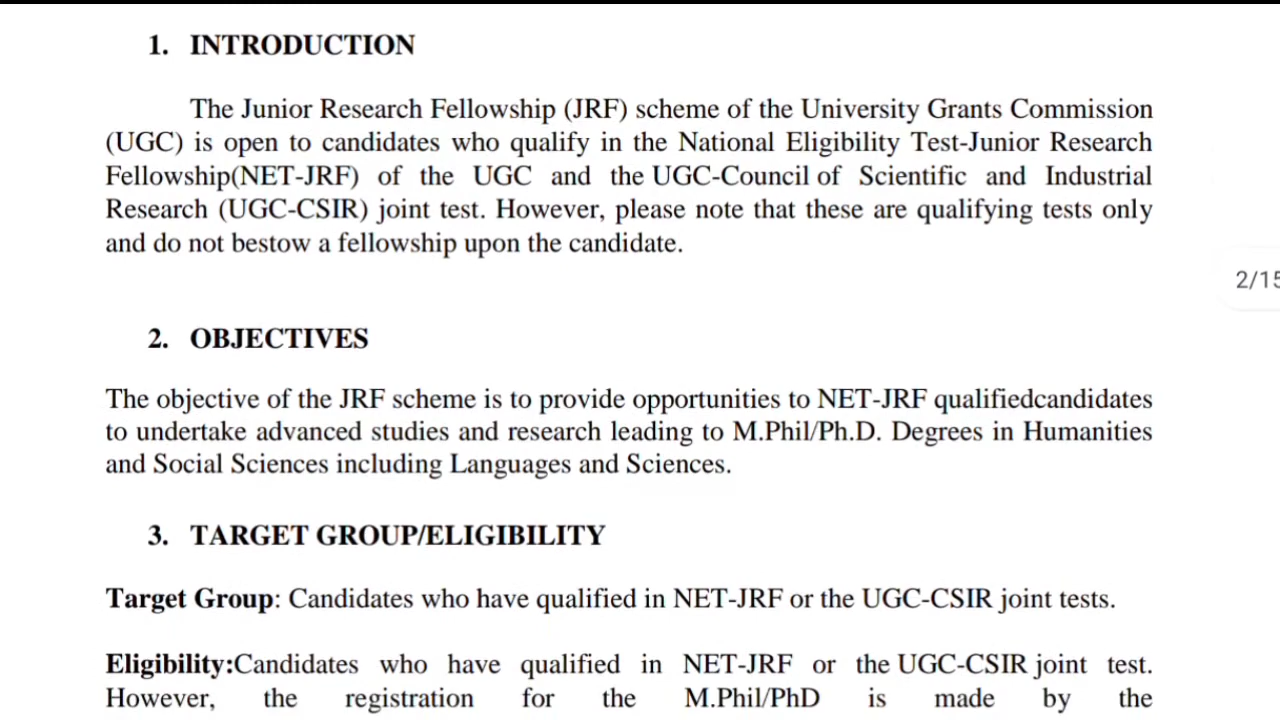 1. INTRODUCTION
The Junior Research Fellowship (JRF) scheme of the University Grants Commission
(UGC) is open to candidates who qualify in the National Eligibility Test-Junior Research
Fellowship(NET-JRF) of the UGC and the UGC-Council of Scientific and Industrial
Research (UGC-CSIR) joint test. However, please note that these are qualifying tests only
and do not bestow a fellowship upon the candidate.
2/15
2. OBJECTIVES
The objective of the JRF scheme is to provide opportunities to NET-JRF qualifiedcandidates
to undertake advanced studies and research leading to M.Phil/Ph.D. Degrees in Humanities
and Social Sciences including Languages and Sciences.
3. TARGET GROUP/ELIGIBILITY
Target Group: Candidates who have qualified in NET-JRF or the UGC-CSIR joint tests.
Eligibility:Candidates who have qualified in NET-JRF or the UGC-CSIR joint test.
However, the registration for the M.Phil/PhD is made by the